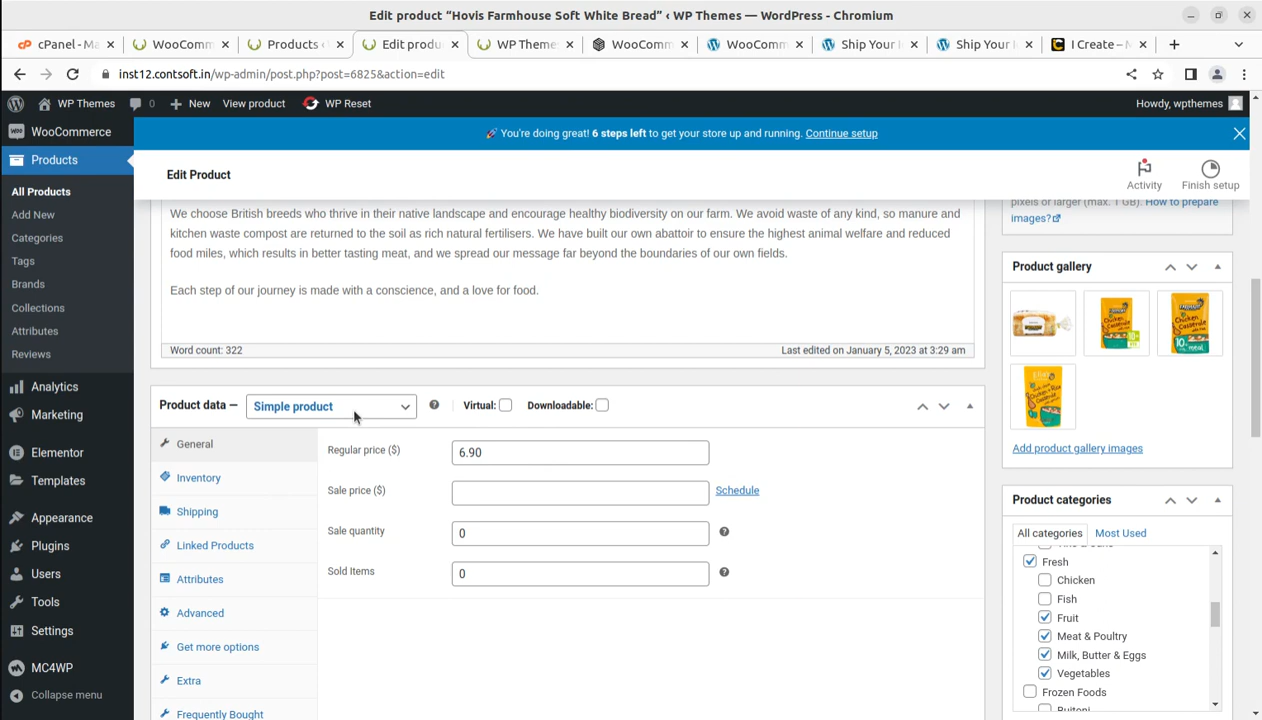 Edit product “Hovis Farmhouse Soft White Bread” ‹ WP Themes — WordPress - Chromium
cPanel - Ma
WooComm
Products ‹
Edit produ
WP Theme
WooComm
WooComm
Ship Your
Ship Your
I Create –
inst12.contsoft.in/wp-admin/post.php?post=6825&action=edit
WP Themes
0
New
View product
WP Reset
Howdy, wpthemes
WooCommerce
Products
All Products
Add New
Categories
Tags
Brands
Collections
Attributes
Reviews
Analytics
Marketing
Elementor
Templates
Appearance
Plugins
Users
Tools
Settings
MC4WP
Collapse menu
🚀 You're doing great! 6 steps left to get your store up and running. Continue setup
Edit Product
Activity
Finish setup
We choose British breeds who thrive in their native landscape and encourage healthy biodiversity on our farm. We avoid waste of any kind, so manure and
kitchen waste compost are returned to the soil as rich natural fertilisers. We have built our own abattoir to ensure the highest animal welfare and reduced
food miles, which results in better tasting meat, and we spread our message far beyond the boundaries of our own fields.
Each step of our journey is made with a conscience, and a love for food.
Word count: 322
Last edited on January 5, 2023 at 3:29 am
Product data —
Simple product
Virtual:
Downloadable:
General
Inventory
Shipping
Linked Products
Attributes
Advanced
Get more options
Extra
Frequently Bought
Regular price ($)
6.90
Sale price ($)
Schedule
Sale quantity
0
Sold Items
0
pixels or larger (max. 1 GB). How to prepare
images?
Product gallery
Add product gallery images
Product categories
All categories
Most Used
Fresh
Chicken
Fish
Fruit
Meat & Poultry
Milk, Butter & Eggs
Vegetables
Frozen Foods